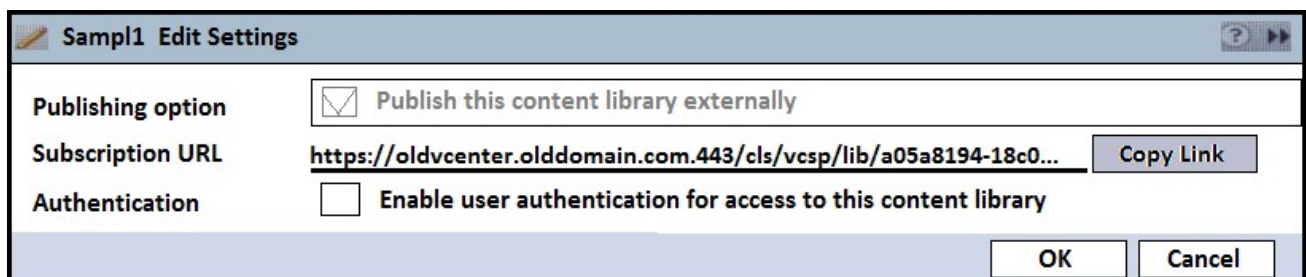 Sampl1 Edit Settings ?
Publishing option Publish this content library externally
Subscription URL https://oldvcenter.olddomain.com.443/cls/vcsp/lib/a05a8194-18c0... Copy Link
Authentication Enable user authentication for access to this content library
OK Cancel